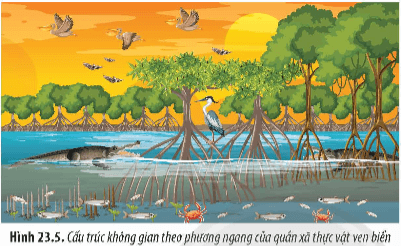 Hình 23.5. Cấu trúc không gian theo phương ngang của quần xã thực vật ven biển